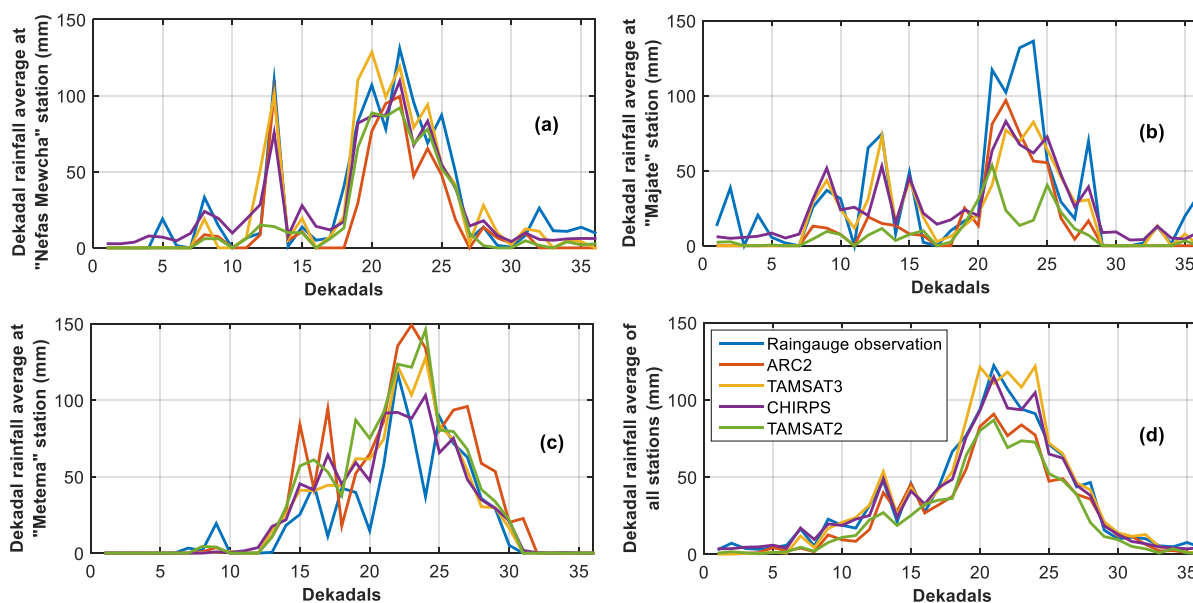 Dekadal rainfall average at
"Nefas Mewcha" station (mm)
150
100
50
0
0
5
10
15
20
25
30
35
Dekadals
(a)
Dekadal rainfall average at
"Majate" station (mm)
150
100
50
0
0
5
10
15
20
25
30
35
Dekadals
(b)
Dekadal rainfall average at
"Metema" station (mm)
150
100
50
0
0
5
10
15
20
25
30
35
Dekadals
(c)
Dekadal rainfall average of
all stations (mm)
150
100
50
0
0
5
10
15
20
25
30
35
Dekadals
Raingauge observation
ARC2
TAMSAT3
CHIRPS
TAMSAT2
(d)